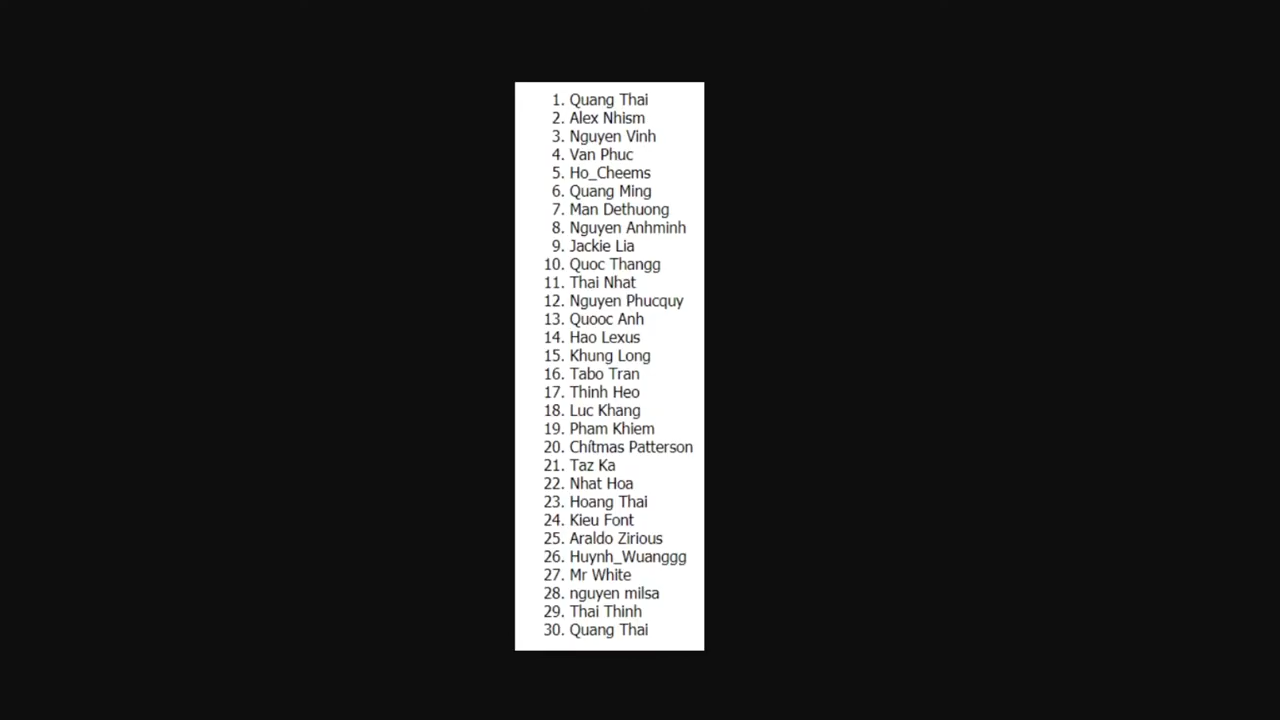 1. Quang Thai
2. Alex Nhism
3. Nguyen Vinh
4. Van Phuc
5. Ho_Cheems
6. Quang Ming
7. Man Dethuong
8. Nguyen Anhminh
9. Jackie Lia
10. Quoc Thangg
11. Thai Nhat
12. Nguyen Phucquy
13. Quooc Anh
14. Hao Lexus
15. Khung Long
16. Tabo Tran
17. Thinh Heo
18. Luc Khang
19. Pham Khiem
20. Chítmas Patterson
21. Taz Ka
22. Nhat Hoa
23. Hoang Thai
24. Kieu Font
25. Araldo Zirious
26. Huynh_Wuanggg
27. Mr White
28. nguyen milsa
29. Thai Thinh
30. Quang Thai